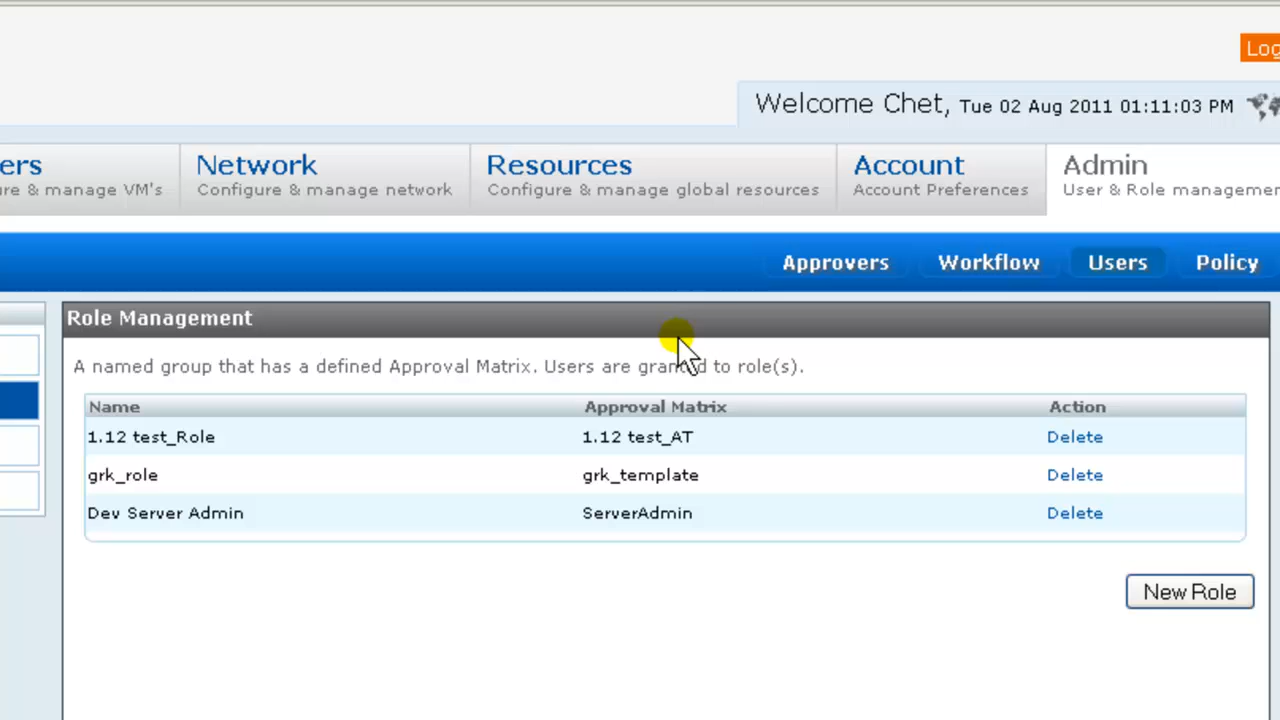 Log
Welcome Chet, Tue 02 Aug 2011 01:11:03 PM
ers Network Resources Account Admin
re & manage VM's Configure & manage network Configure & manage global resources Account Preferences User & Role managemen
Approvers Workflow Users Policy
Role Management
A named group that has a defined Approval Matrix. Users are granted to role(s).
Name Approval Matrix Action
1.12 test_Role 1.12 test_AT Delete
grk_role grk_template Delete
Dev Server Admin ServerAdmin Delete
New Role